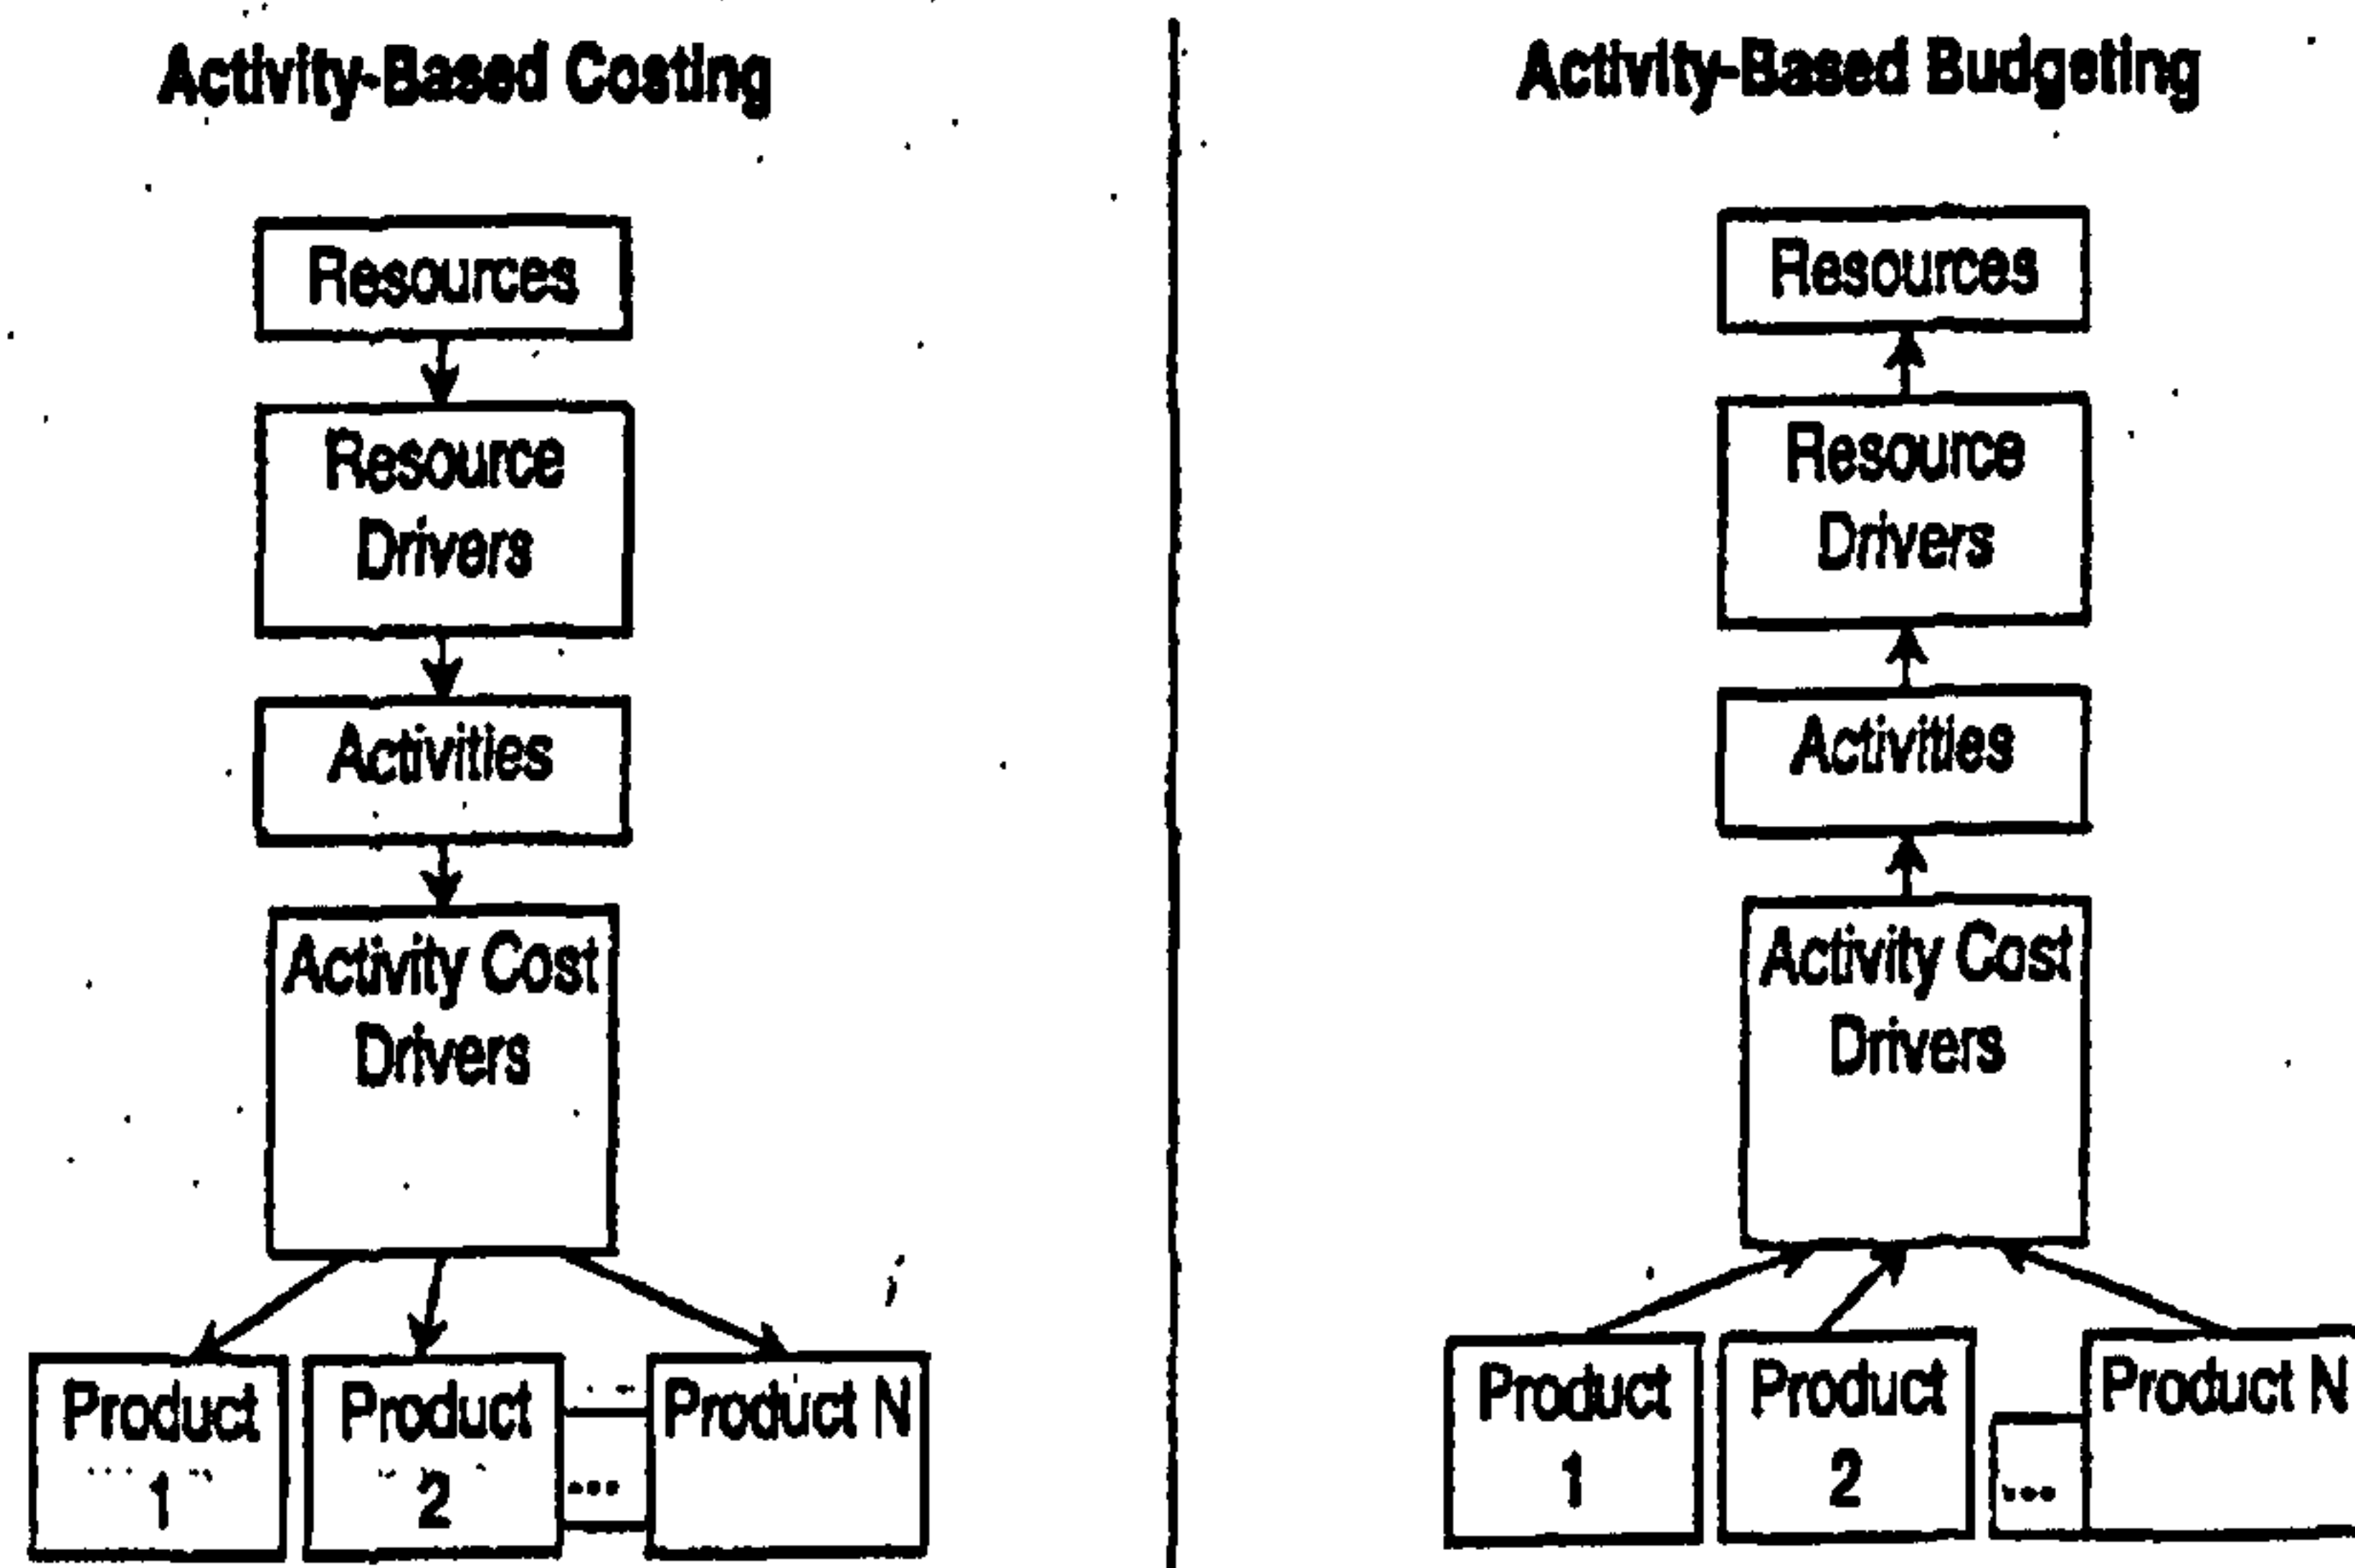 Activity-Based Costing
Resources
Resource
Drivers
Activities
Activity Cost
Drivers
Product
1
Product
2
...
Product N
Activity-Based Budgeting
Resources
Resource
Drivers
Activities
Activity Cost
Drivers
Product
1
Product
2
...
Product N